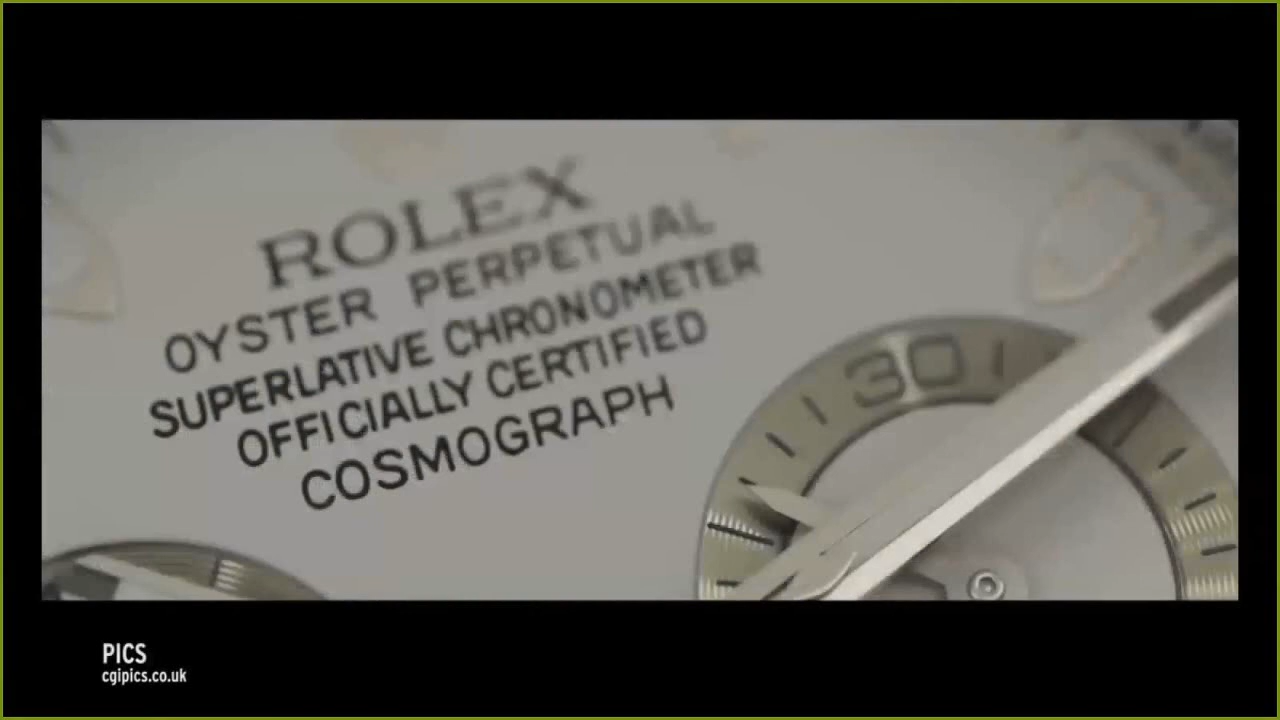 ROLEX
OYSTER PERPETUAL
SUPERLATIVE CHRONOMETER
OFFICIALLY CERTIFIED
COSMOGRAPH
30
PICS
cgipics.co.uk